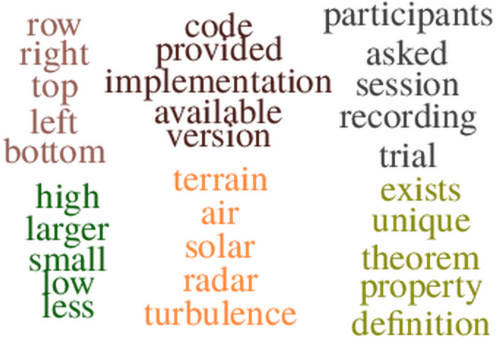 row
right
top
left
bottom
code
provided
implementation
available
version
participants
asked
session
recording
trial
high
larger
small
low
less
terrain
air
solar
radar
turbulence
exists
unique
theorem
property
definition